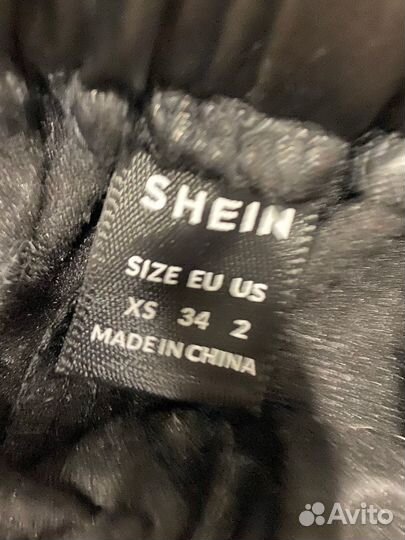 SHEIN
SIZE EU US
XS 34 2
MADE IN CHINA
Avito